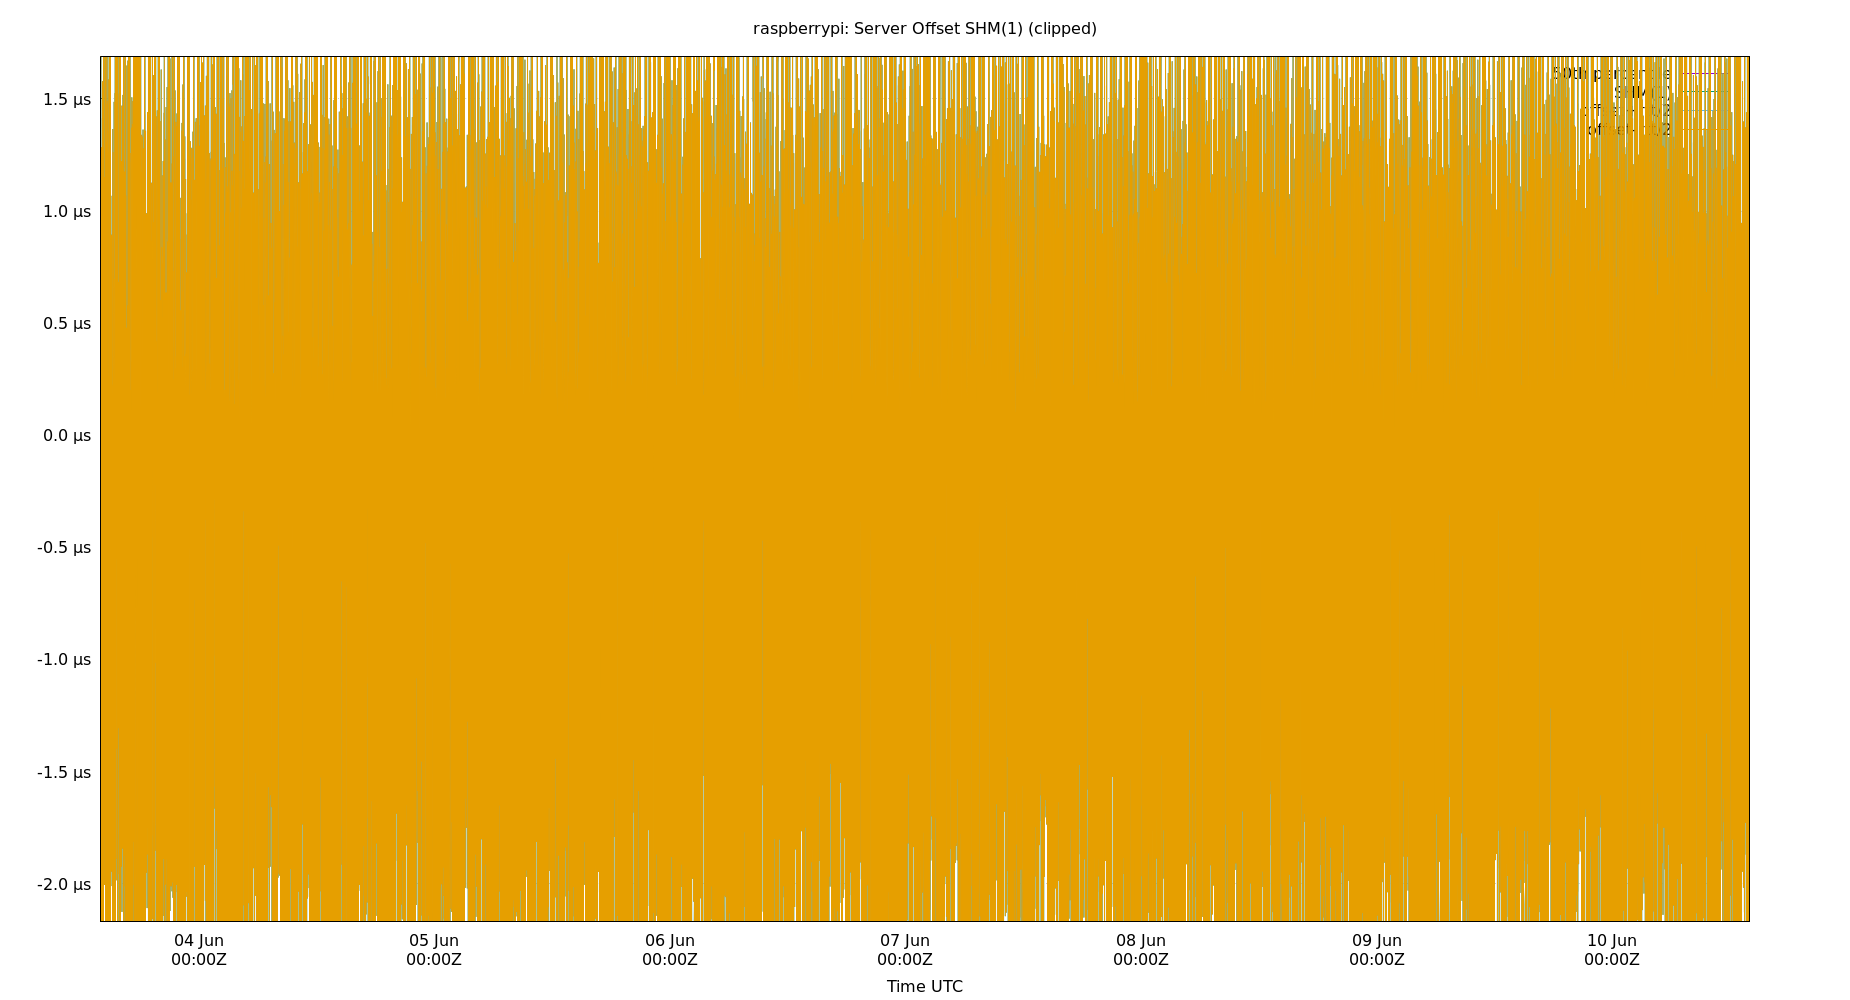 raspberrypi: Server Offset SHM(1) (clipped)
1.5 µs
SHM(1)
1.0 µs
0.5 µs
0.0 µs
-0.5 µs
-1.0 µs
-1.5 µs
-2.0 µs
04 Jun 05 Jun 06 Jun 07 Jun 08 Jun 09 Jun 10 Jun
00:00Z 00:00Z 00:00Z 00:00Z 00:00Z 00:00Z 00:00Z
Time UTC